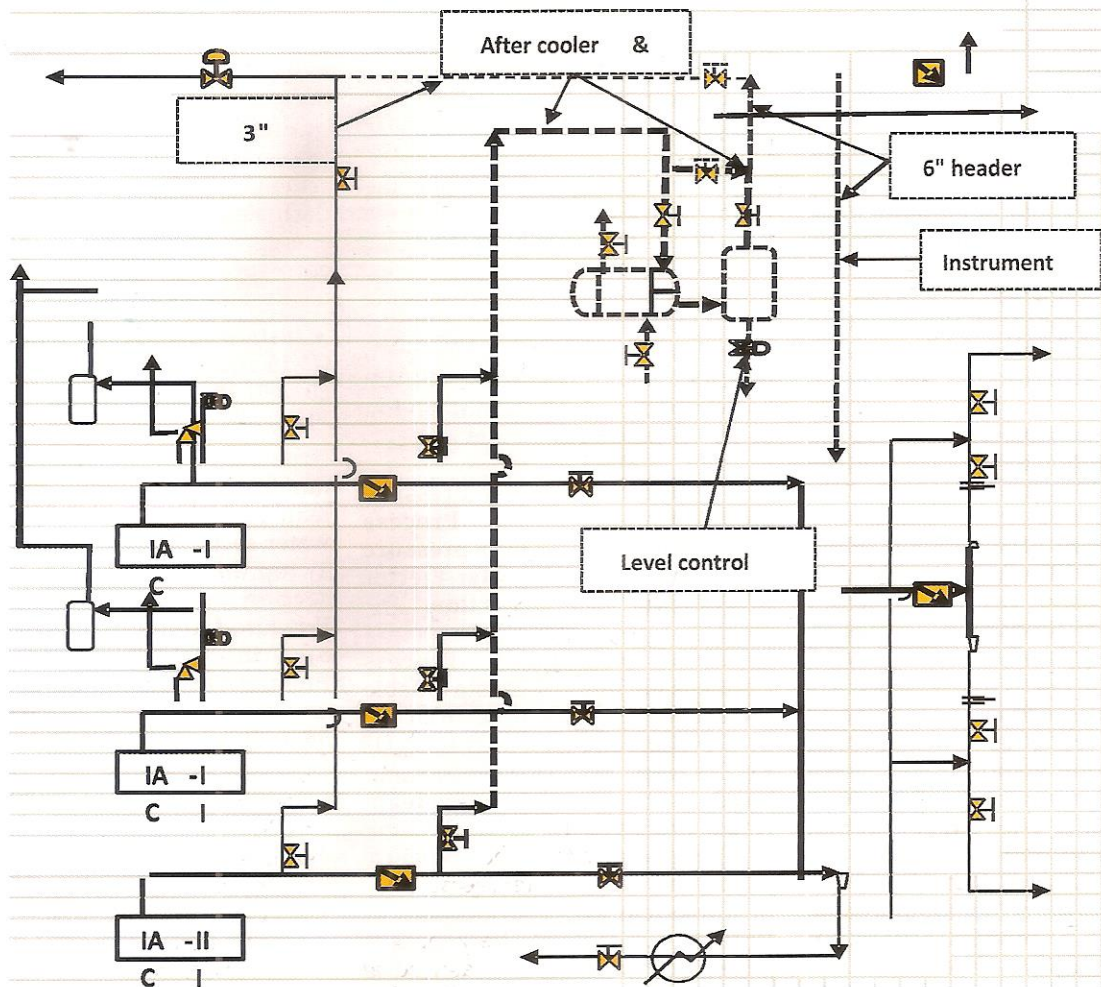 After cooler &
3"
6" header
Instrument
Level control
IA -I
C
IA -I
C I
IA -II
C I